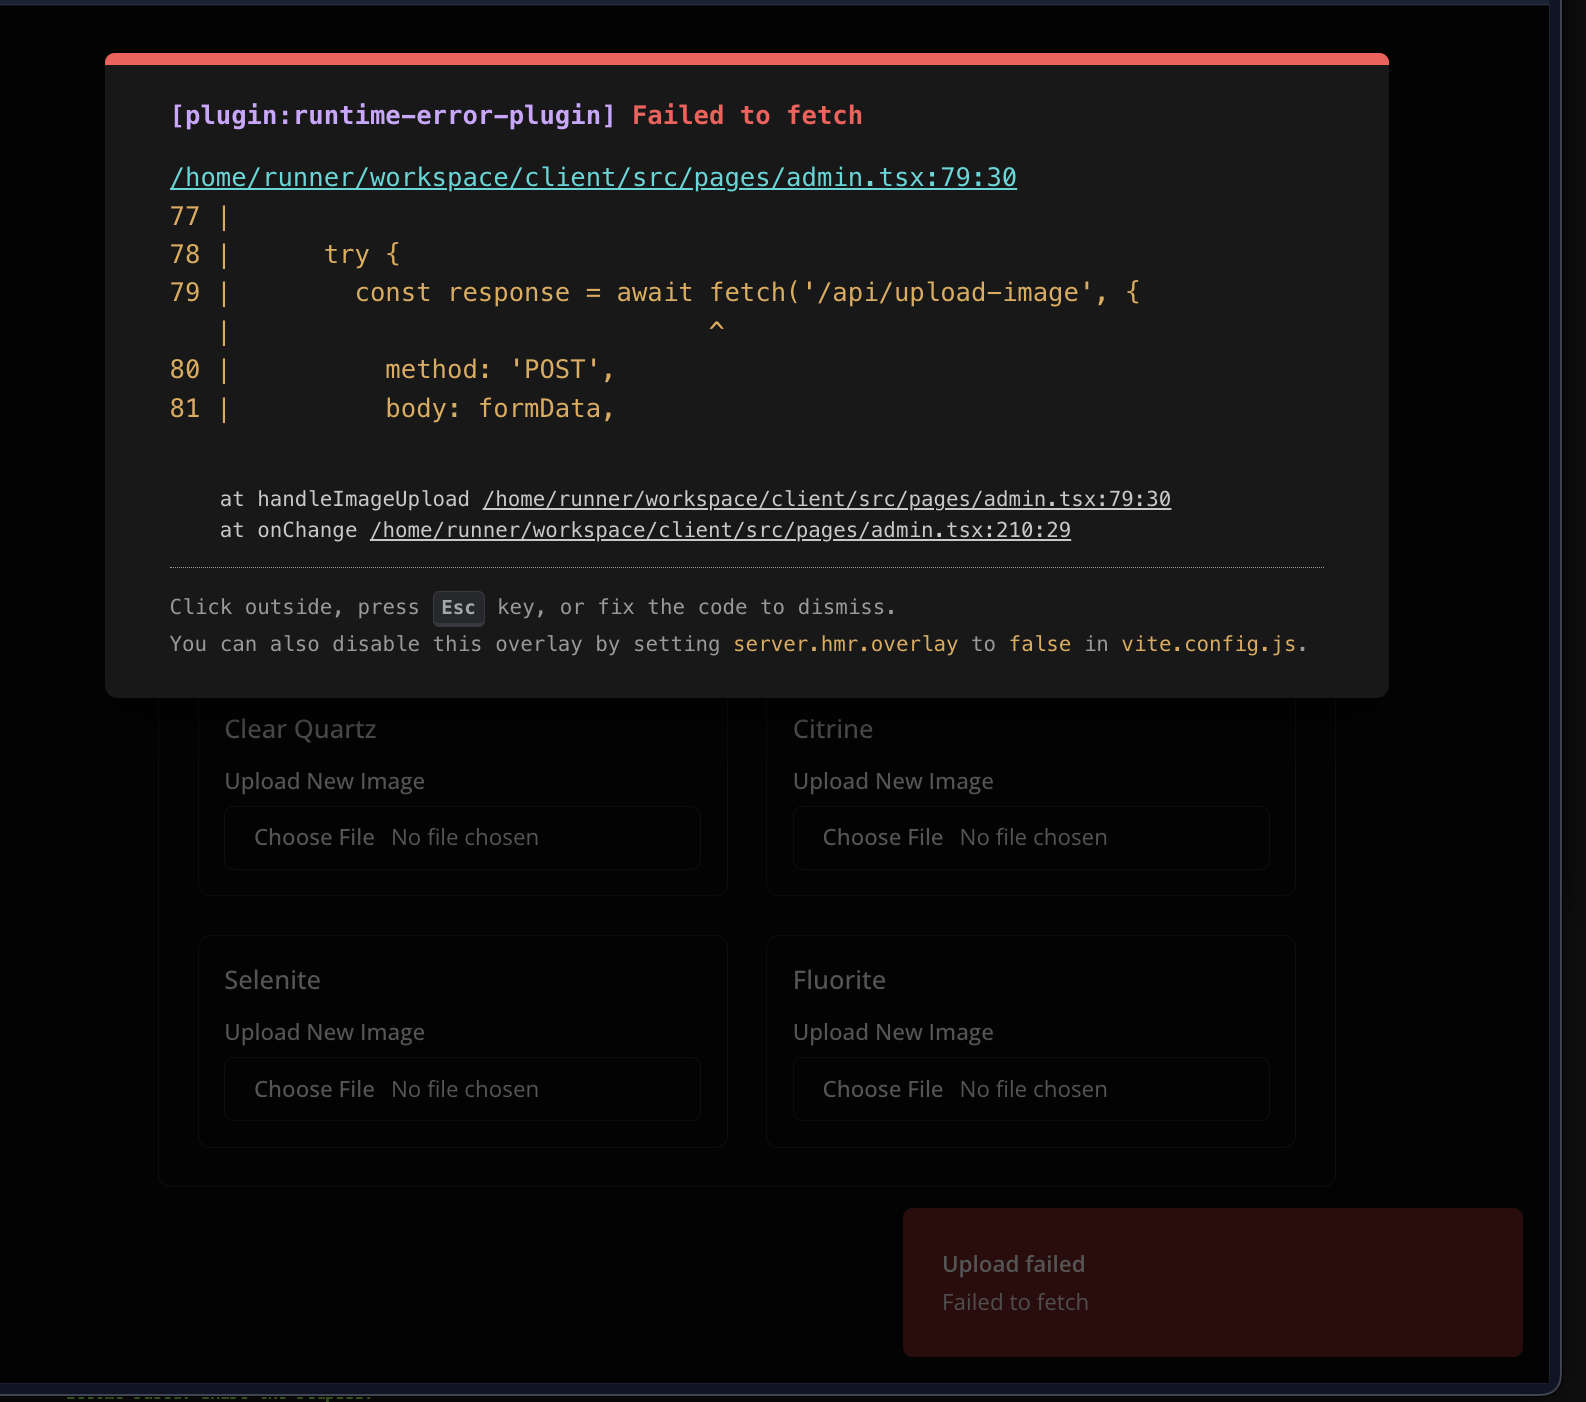 [plugin:runtime-error-plugin] Failed to fetch
/home/runner/workspace/client/src/pages/admin.tsx:79:30
77 |
78 |      try {
79 |        const response = await fetch('/api/upload-image', {
   |                               ^
80 |          method: 'POST',
81 |          body: formData,
at handleImageUpload /home/runner/workspace/client/src/pages/admin.tsx:79:30
at onChange /home/runner/workspace/client/src/pages/admin.tsx:210:29
Click outside, press Esc key, or fix the code to dismiss.
You can also disable this overlay by setting server.hmr.overlay to false in vite.config.js.
Clear Quartz
Upload New Image
Choose File No file chosen
Citrine
Upload New Image
Choose File No file chosen
Selenite
Upload New Image
Choose File No file chosen
Fluorite
Upload New Image
Choose File No file chosen
Upload failed
Failed to fetch